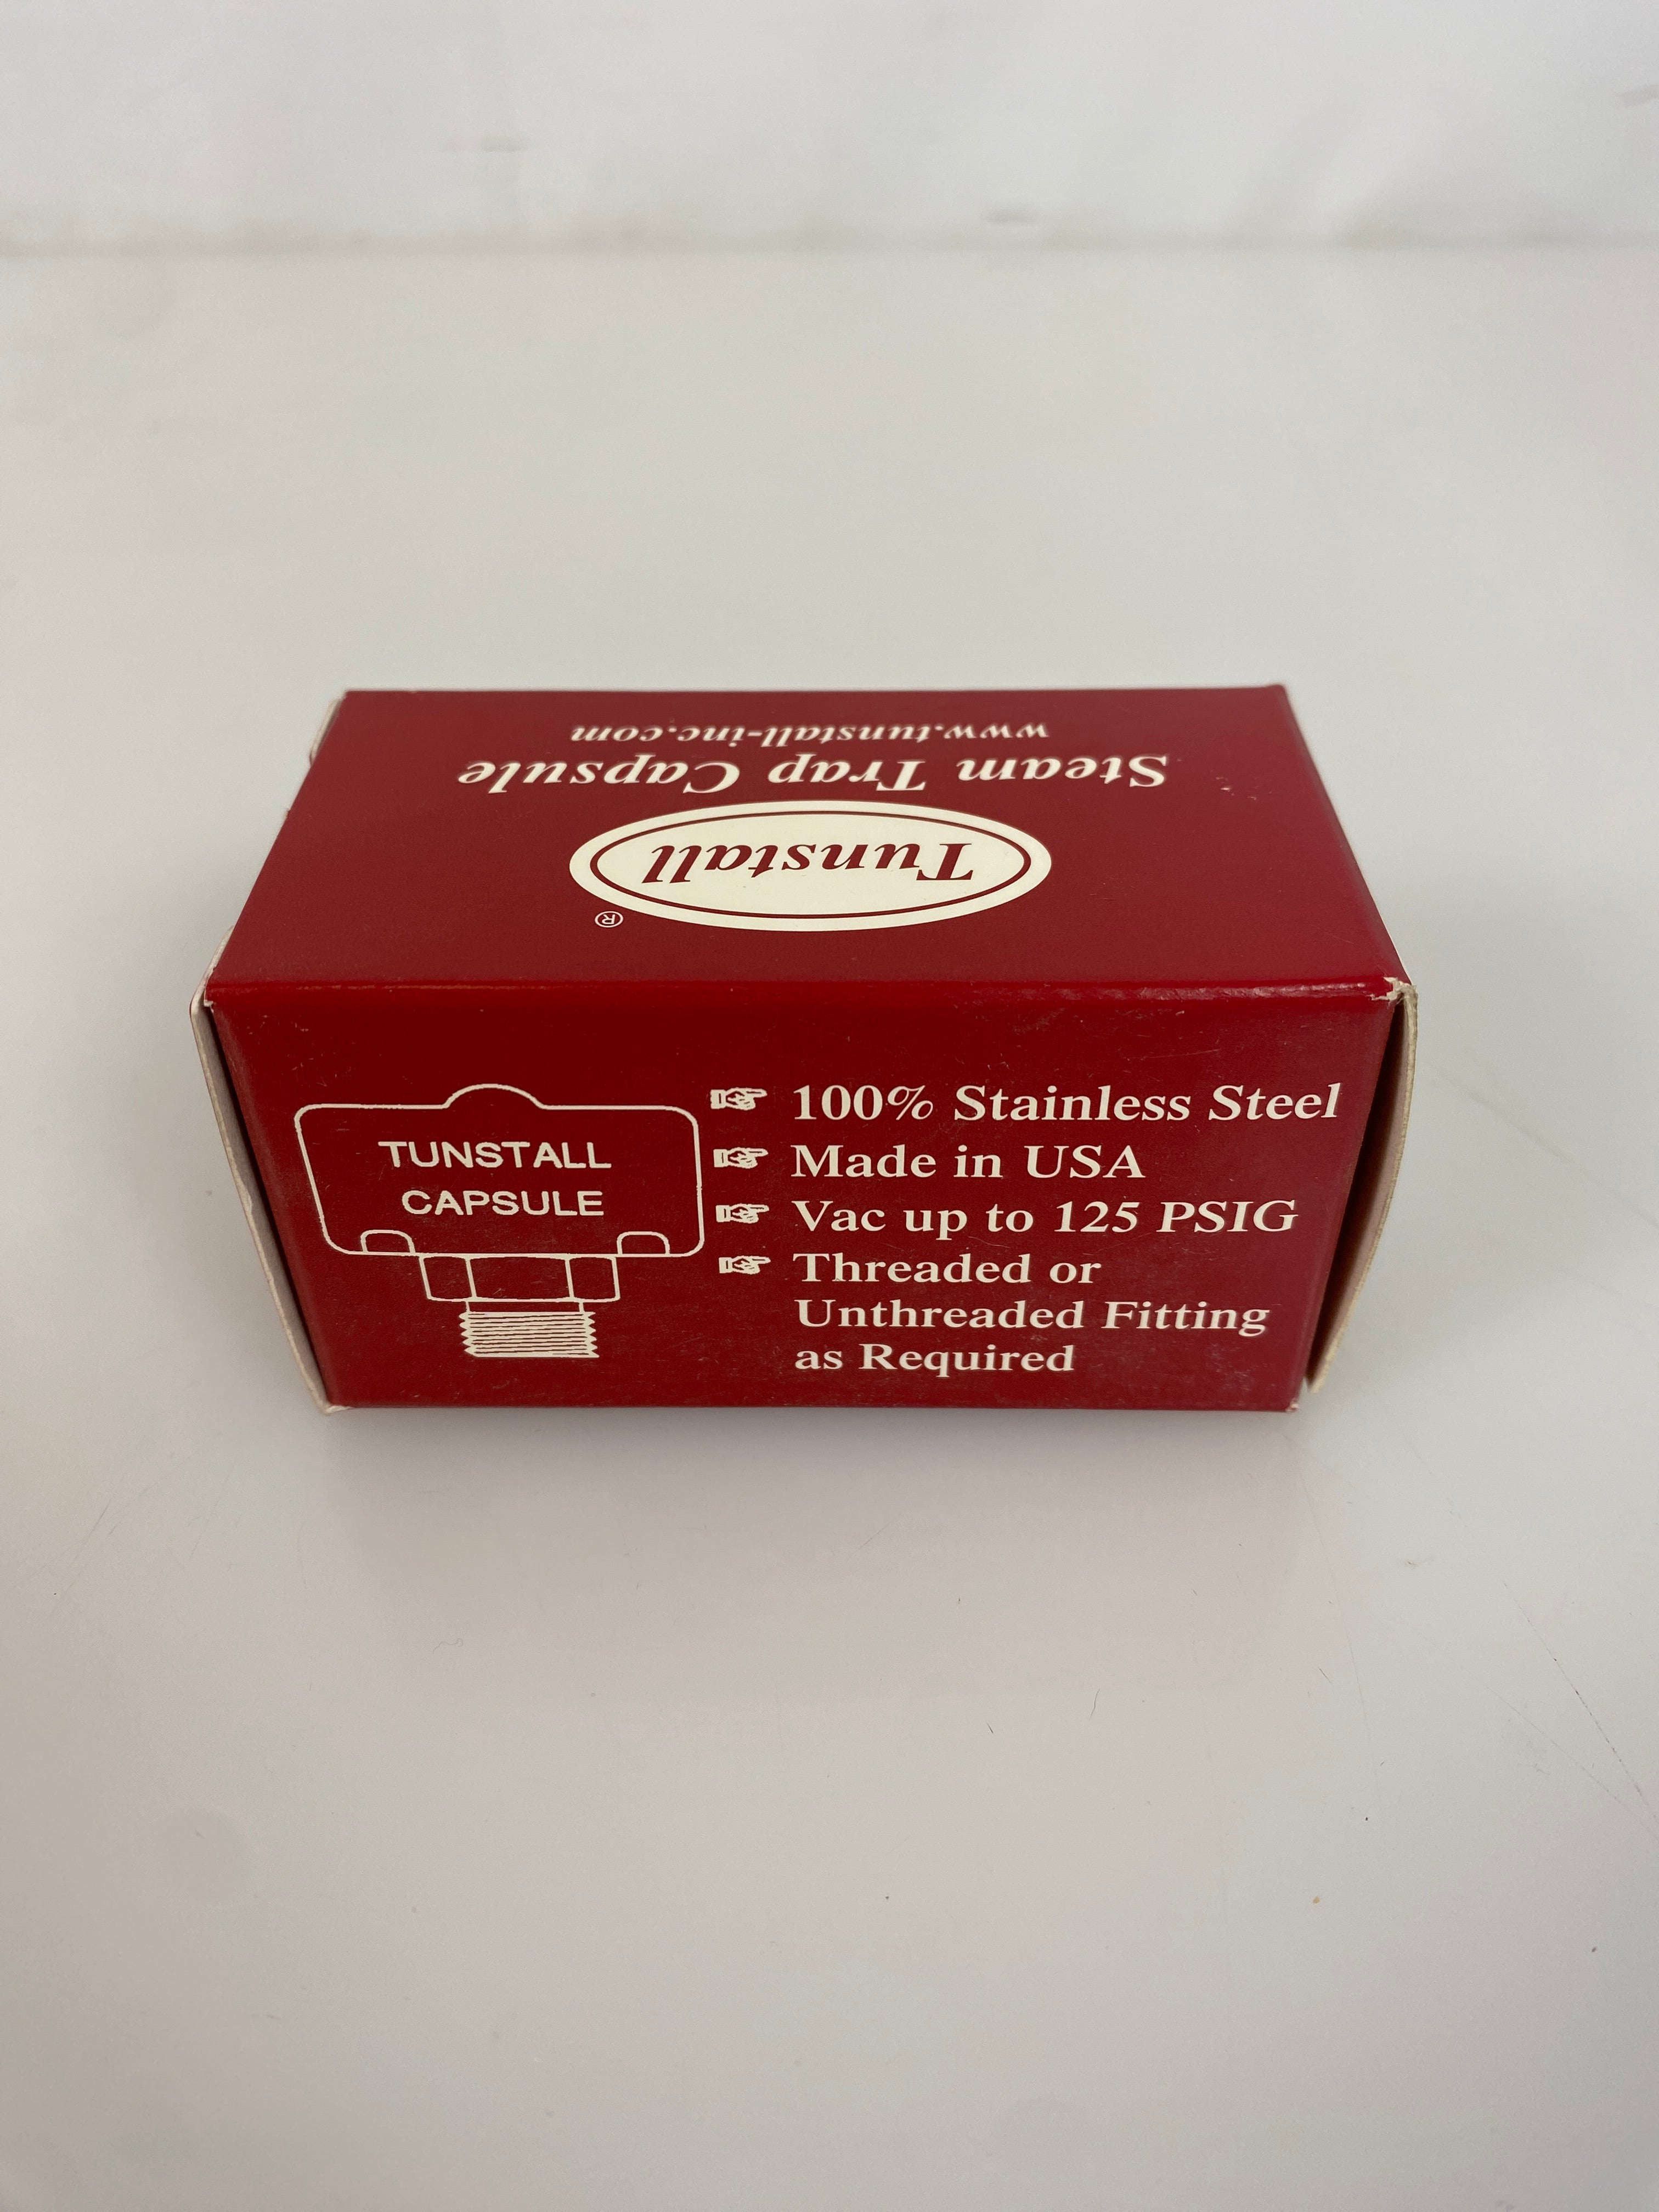 Tunstall
®
Steam Trap Capsule
www.tunstall-inc.com
TUNSTALL
CAPSULE
100% Stainless Steel
Made in USA
Vac up to 125 PSIG
Threaded or
Unthreaded Fitting
as Required